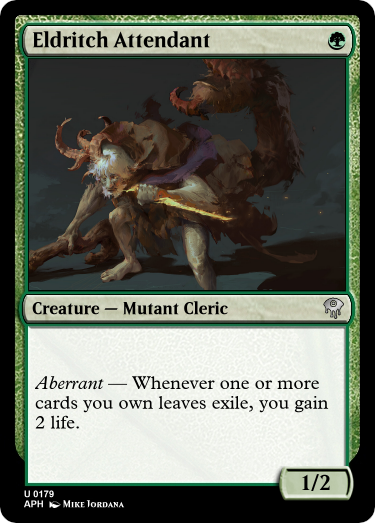 Eldritch Attendant
Creature — Mutant Cleric
Aberrant — Whenever one or more
cards you own leaves exile, you gain
2 life.
1/2
U 0179
APH Mike Jordana